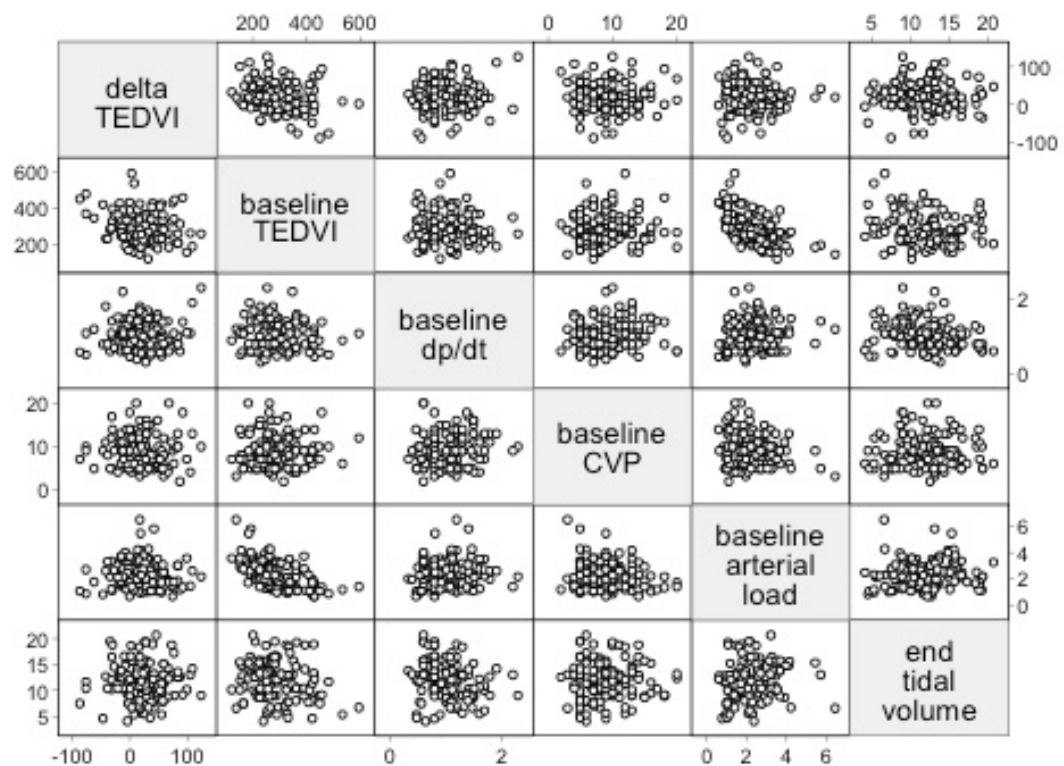 200 400 600 0 10 20 5 10 15 20
delta
TEDVI
100
0
-100
600
400
200
baseline
TEDVI
baseline
dp/dt
2
0
20
10
0
baseline
CVP
baseline
arterial
load
6
4
2
0
20
15
10
5
end
tidal
volume
-100 0 100 0 2 0 2 4 6